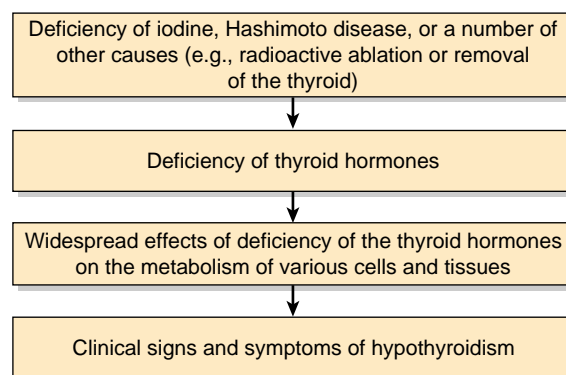 Deficiency of iodine, Hashimoto disease, or a number of
other causes (e.g., radioactive ablation or removal
of the thyroid)
Deficiency of thyroid hormones
Widespread effects of deficiency of the thyroid hormones
on the metabolism of various cells and tissues
Clinical signs and symptoms of hypothyroidism